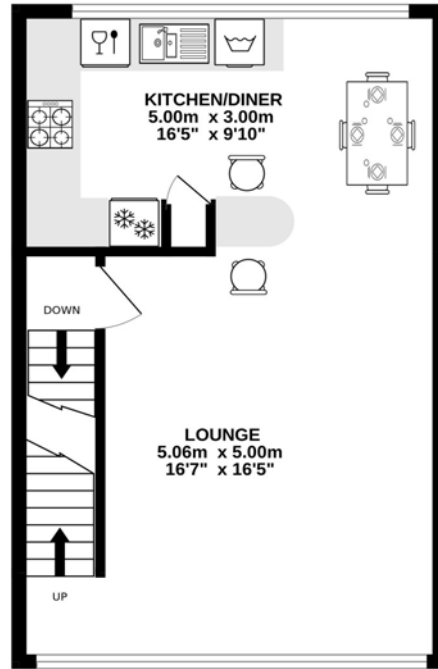 KITCHEN/DINER
5.00m x 3.00m
16'5" x 9'10"
DOWN
LOUNGE
5.06m x 5.00m
16'7" x 16'5"
UP